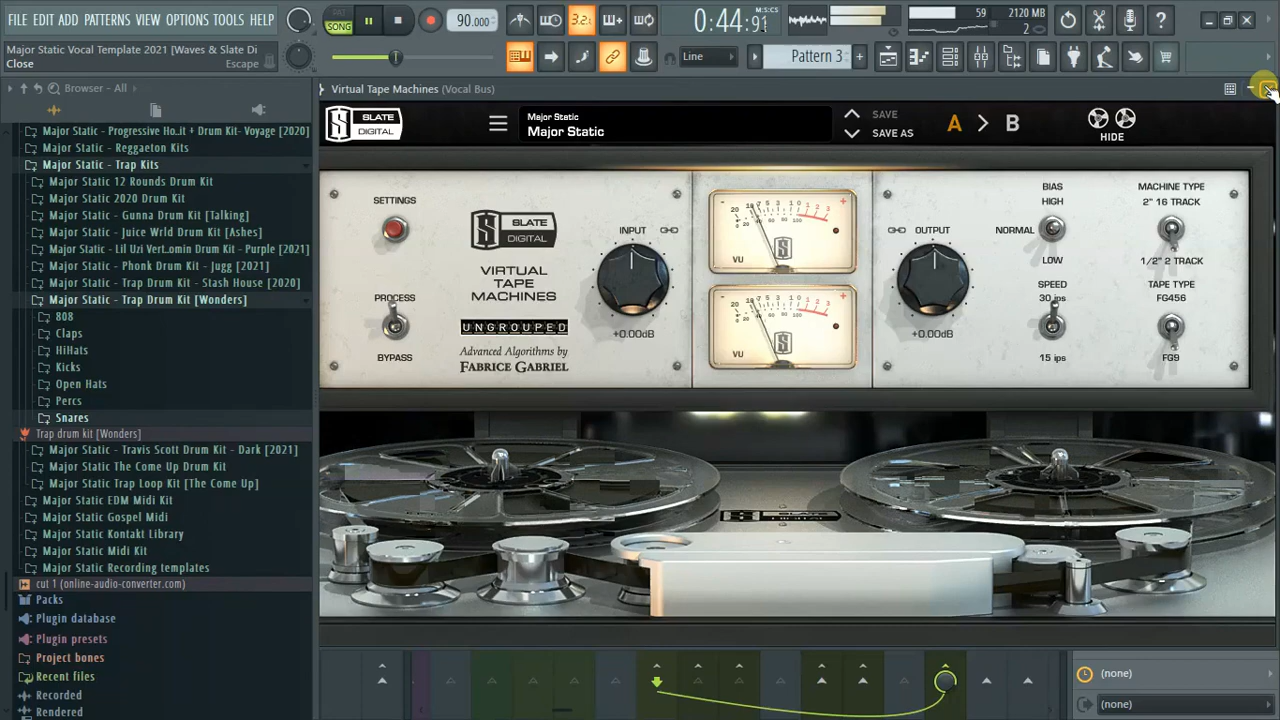 FILE EDIT ADD PATTERNS VIEW OPTIONS TOOLS HELP
PAT
SONG
90.000
3.2
0:44:91
M:S:CS
59
2120 MB
2
Major Static Vocal Template 2021 [Waves & Slate Di
Close
Escape
Line
Pattern 3
Browser - All
Virtual Tape Machines (Vocal Bus)
Major Static - Progressive Ho..it + Drum Kit- Voyage [2020]
Major Static - Reggaeton Kits
Major Static - Trap Kits
Major Static 12 Rounds Drum Kit
Major Static 2020 Drum Kit
Major Static - Gunna Drum Kit [Talking]
Major Static - Juice Wrld Drum Kit [Ashes]
Major Static - Lil Uzi Vert..omin Drum Kit - Purple [2021]
Major Static - Phonk Drum Kit - Jugg [2021]
Major Static - Trap Drum Kit - Stash House [2020]
Major Static - Trap Drum Kit [Wonders]
808
Claps
HiHats
Kicks
Open Hats
Percs
Snares
Trap drum kit [Wonders]
Major Static - Travis Scott Drum Kit - Dark [2021]
Major Static The Come Up Drum Kit
Major Static Trap Loop Kit [The Come Up]
Major Static EDM Midi Kit
Major Static Gospel Midi
Major Static Kontakt Library
Major Static Midi Kit
Major Static Recording templates
cut 1 (online-audio-converter.com)
Packs
Plugin database
Plugin presets
Project bones
Recent files
Recorded
Rendered
SLATE
DIGITAL
Major Static
Major Static
SAVE
SAVE AS
A
B
HIDE
SETTINGS
PROCESS
BYPASS
SLATE
DIGITAL
VIRTUAL
TAPE
MACHINES
UNGROUPED
Advanced Algorithms by
FABRICE GABRIEL
INPUT
+0.00dB
VU
VU
OUTPUT
+0.00dB
BIAS
HIGH
NORMAL
LOW
SPEED
30 ips
15 ips
MACHINE TYPE
2" 16 TRACK
1/2" 2 TRACK
TAPE TYPE
FG456
FG9
SLATE
DIGITAL
(none)
(none)